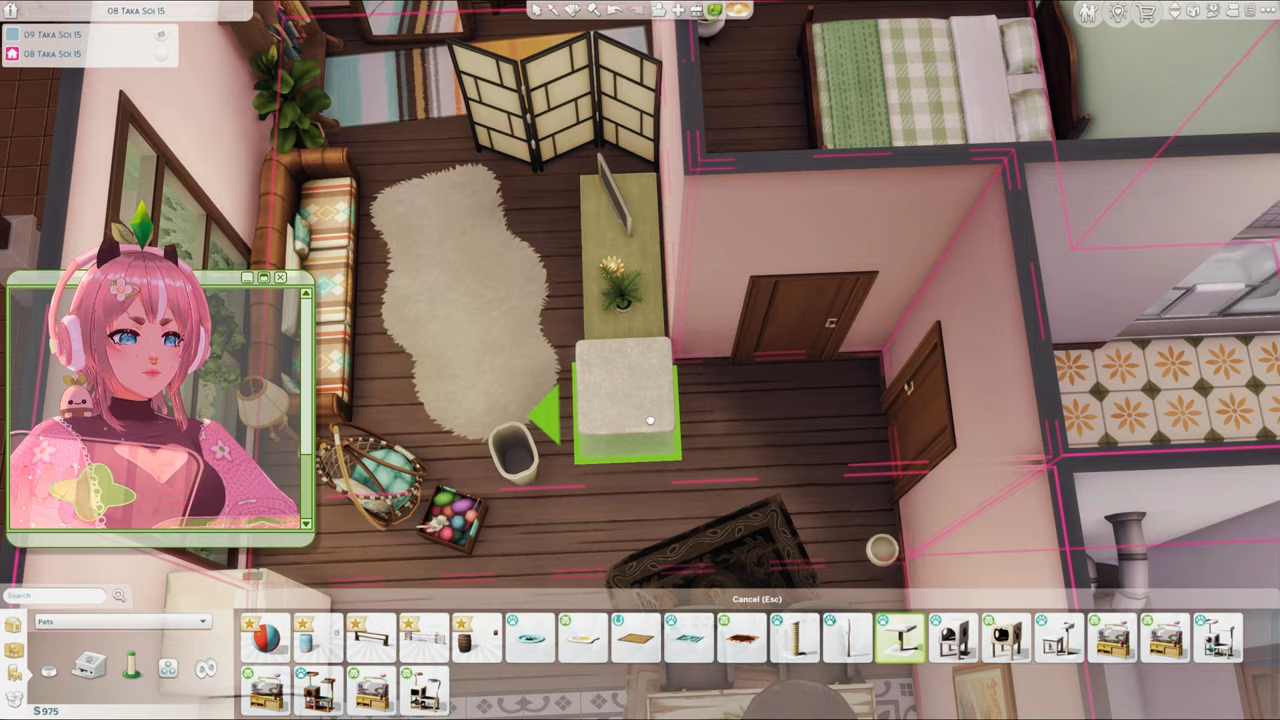 08 TAKA SOI 15
09 TAKA SOI 15
08 TAKA SOI 15
Cancel (Esc)
Search
Pets
§975